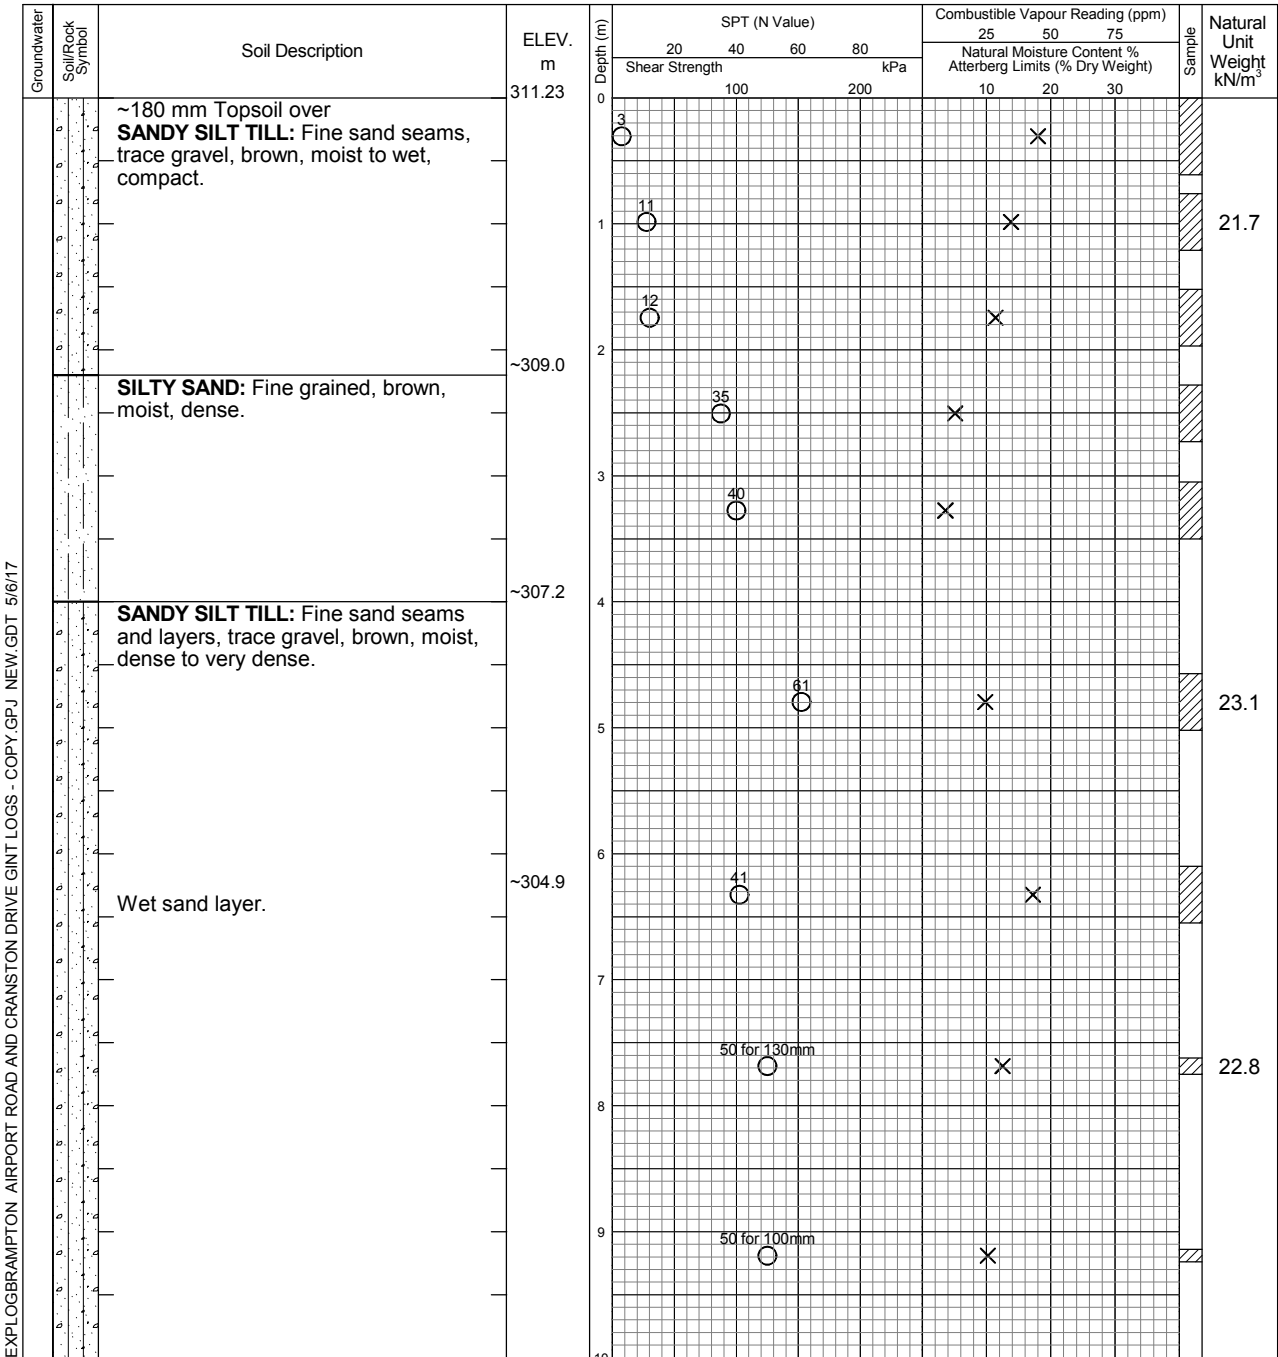 Groundwater
Soil/Rock
Symbol
Soil Description
ELEV.
m
311.23
Depth (m)
SPT (N Value)
20 40 60 80
Shear Strength kPa
100 200
Combustible Vapour Reading (ppm)
25 50 75
Natural Moisture Content %
Atterberg Limits (% Dry Weight)
10 20 30
Sample
Natural
Unit
Weight
kN/m³
0
~180 mm Topsoil over
SANDY SILT TILL: Fine sand seams,
trace gravel, brown, moist to wet,
compact.
3
11
1
21.7
12
2
~309.0
SILTY SAND: Fine grained, brown,
moist, dense.
35
3
40
~307.2
4
SANDY SILT TILL: Fine sand seams
and layers, trace gravel, brown, moist,
dense to very dense.
61
23.1
5
6
~304.9
41
Wet sand layer.
7
50 for 130mm
22.8
8
9
50 for 100mm
10
EXPLOGBRAMPTON AIRPORT ROAD AND CRANSTON DRIVE GINT LOGS - COPY.GPJ NEW.GDT 5/6/17